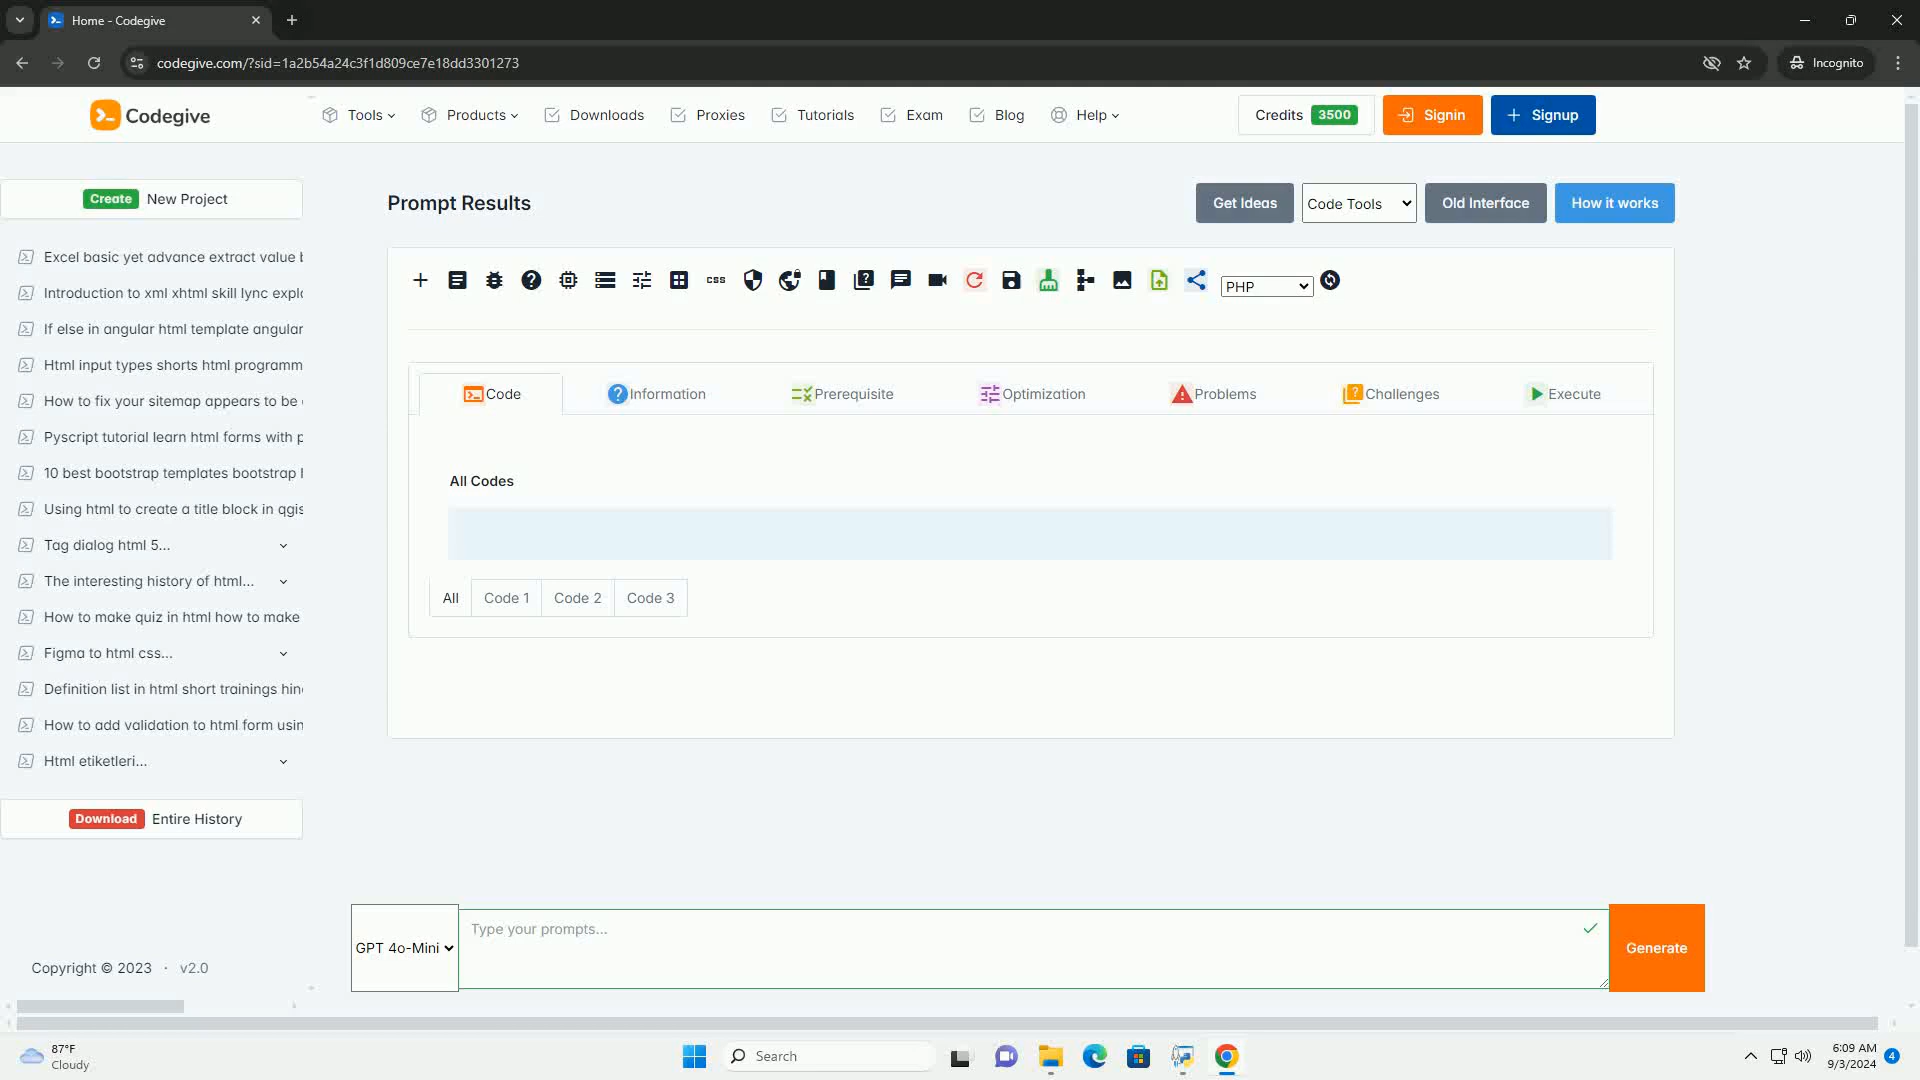 Home - Codegive
codegive.com/?sid=1a2b54a24c3f1d809ce7e18dd3301273
Incognito
Codegive
Tools
Products
Downloads
Proxies
Tutorials
Exam
Blog
Help
Credits 3500
Signin
Signup
Create New Project
Prompt Results
Get Ideas
Code Tools
Old Interface
How it works
Excel basic yet advance extract value b
Introduction to xml xhtml skill lync explo
If else in angular html template angular
Html input types shorts html programm
How to fix your sitemap appears to be
Pyscript tutorial learn html forms with p
10 best bootstrap templates bootstrap
Using html to create a title block in qgis
Tag dialog html 5...
The interesting history of html...
How to make quiz in html how to make
Figma to html css...
Definition list in html short trainings hin
How to add validation to html form usin
Html etiketleri...
Download Entire History
Copyright © 2023 · v2.0
css
PHP
Code
Information
Prerequisite
Optimization
Problems
Challenges
Execute
All Codes
All
Code 1
Code 2
Code 3
GPT 4o-Mini
Type your prompts...
Generate
87°F
Cloudy
Search
6:09 AM
9/3/2024
4